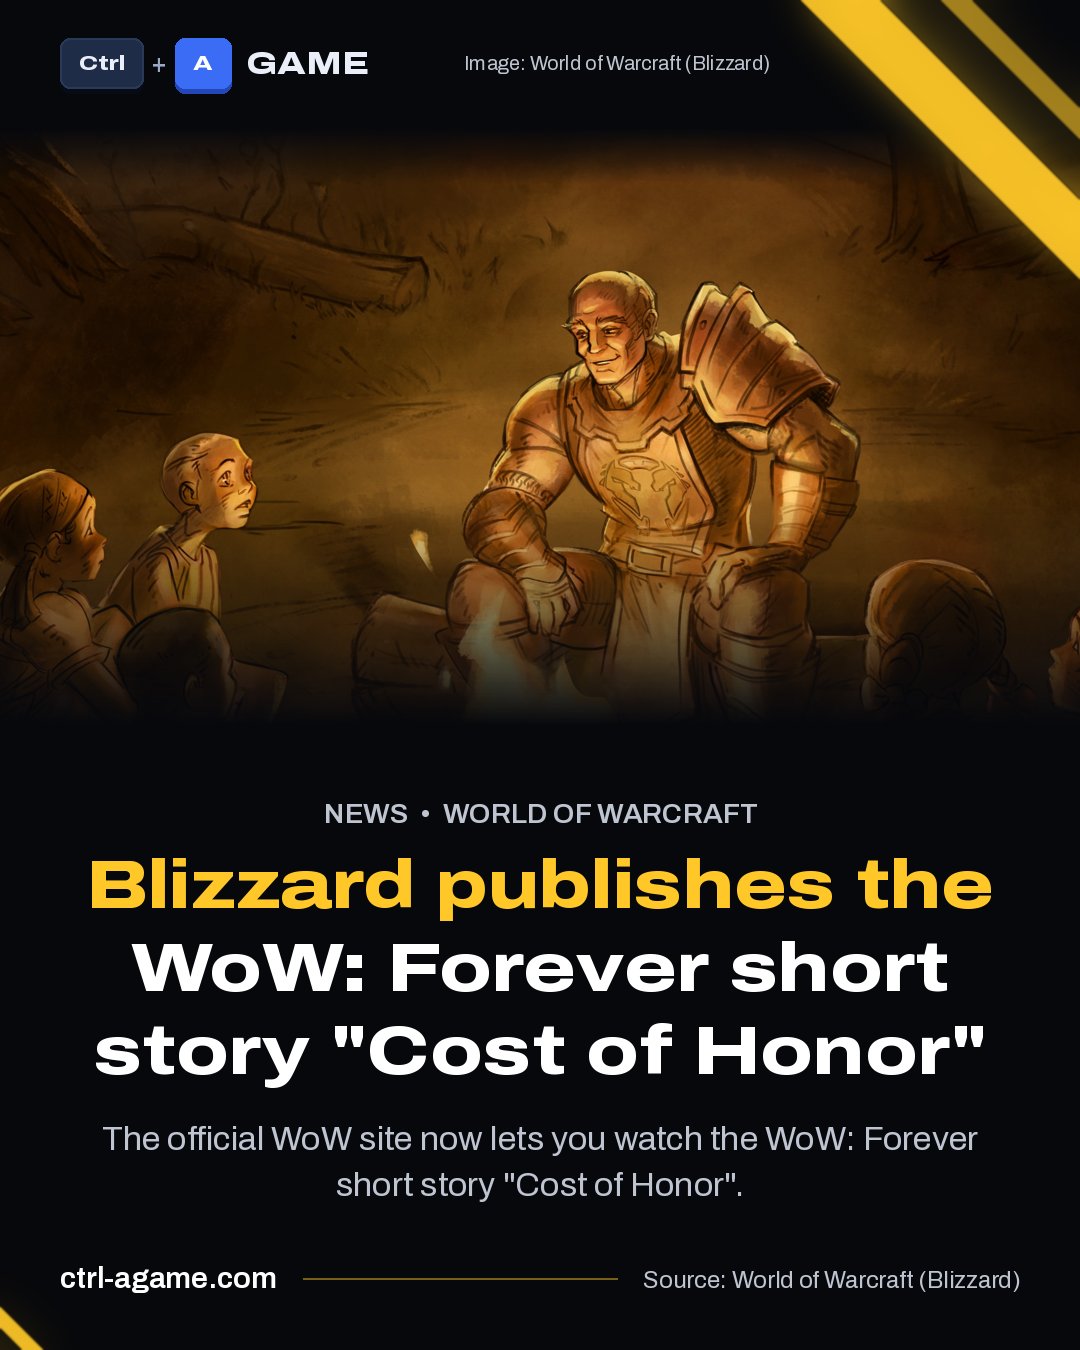 Ctrl + A GAME
Image: World of Warcraft (Blizzard)
NEWS • WORLD OF WARCRAFT
Blizzard publishes the
WoW: Forever short
story "Cost of Honor"
The official WoW site now lets you watch the WoW: Forever
short story "Cost of Honor".
ctrl-agame.com
Source: World of Warcraft (Blizzard)